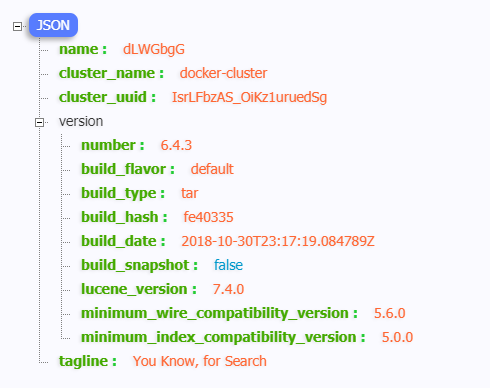 JSON
name : dLWGbgG
cluster_name : docker-cluster
cluster_uuid : IsrLFbzAS_OiKz1uruedSg
version
number : 6.4.3
build_flavor : default
build_type : tar
build_hash : fe40335
build_date : 2018-10-30T23:17:19.084789Z
build_snapshot : false
lucene_version : 7.4.0
minimum_wire_compatibility_version : 5.6.0
minimum_index_compatibility_version : 5.0.0
tagline : You Know, for Search